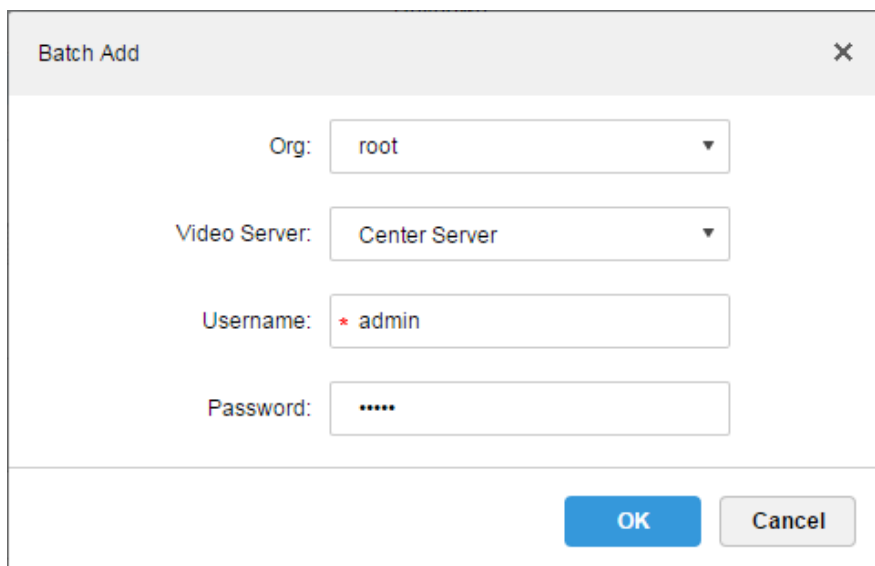 Batch Add
Org: root
Video Server: Center Server
Username: * admin
Password: •••••
OK Cancel